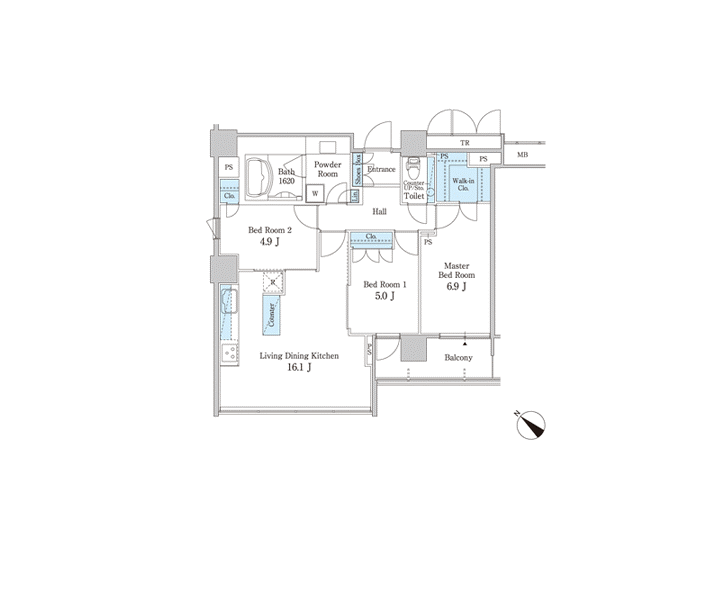 TR
PS
PS
MB
PS
Bath
1620
Powder
Room
Shoes Box
Entrance
Counter
UP/Sto.
Toilet
Walk-in
Clo.
Clo.
W
Lin.
Hall
Bed Room 2
4.9 J
Clo.
PS
Bed Room 1
5.0 J
Master
Bed Room
6.9 J
R
Counter
Living Dining Kitchen
16.1 J
Balcony
N